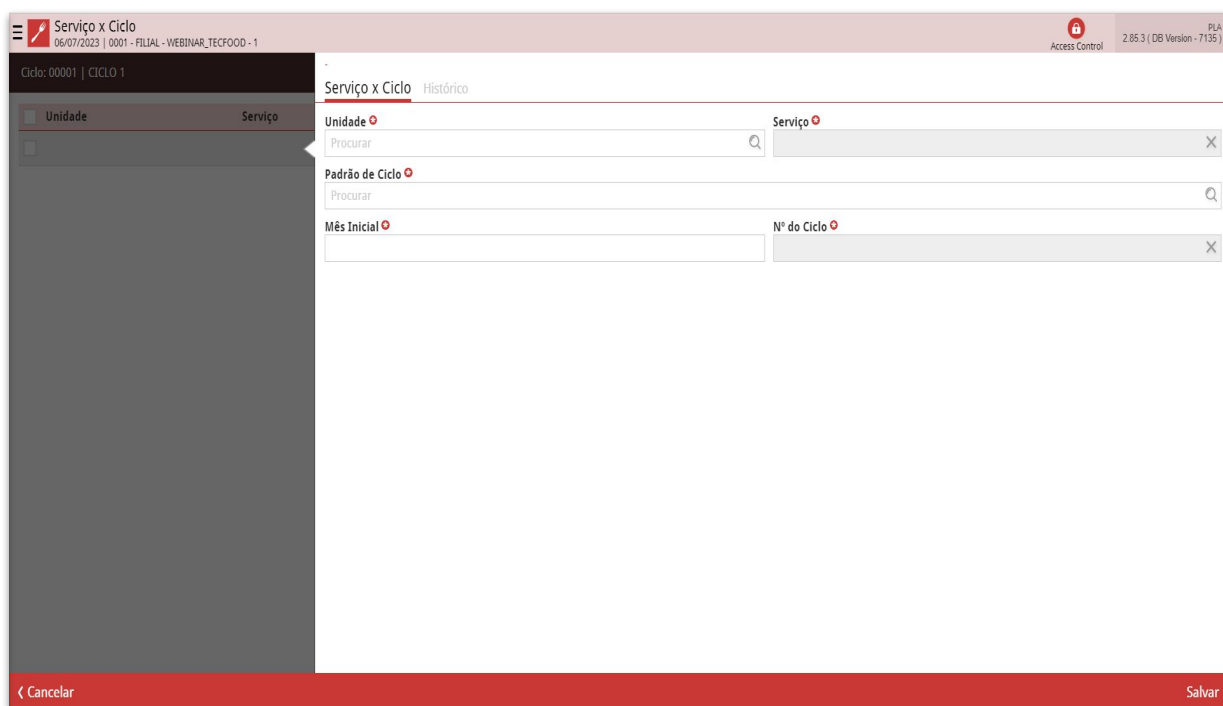 Serviço x Ciclo
06/07/2023 | 0001 - FILIAL - WEBINAR_TECFOOD - 1
Access Control
PLA
2.85.3 ( DB Version - 7135 )
Ciclo: 00001 | CICLO 1
Unidade Serviço
-
Serviço x Ciclo Histórico
Unidade Serviço
Procurar
Padrão de Ciclo
Procurar
Mês Inicial Nº do Ciclo
Cancelar Salvar